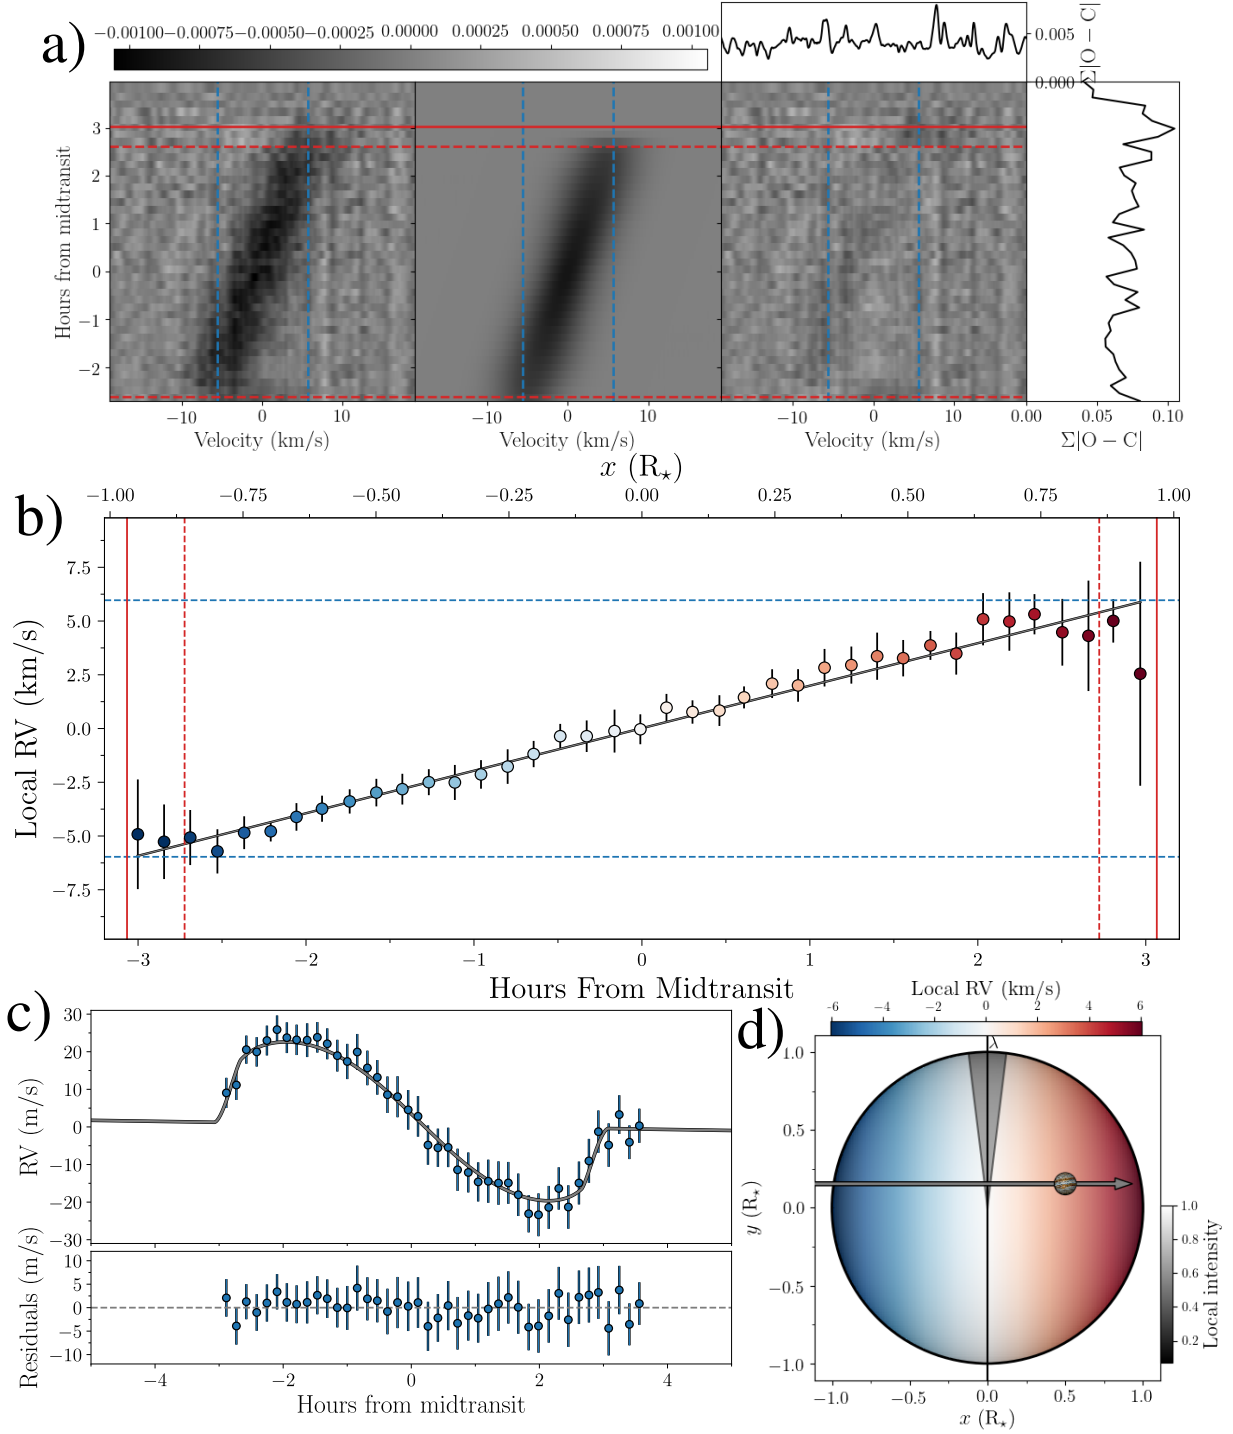 a)
−0.00100 −0.00075 −0.00050 −0.00025 0.00000 0.00025 0.00050 0.00075 0.00100
0.005
0.000
Σ|O − C|
Hours from midtransit
3
2
1
0
−1
−2
−10 0 10
−10 0 10
−10 0 10
0.00 0.05 0.10
Velocity (km/s)
Velocity (km/s)
Velocity (km/s)
Σ|O − C|
x (R⋆)
b)
−1.00 −0.75 −0.50 −0.25 0.00 0.25 0.50 0.75 1.00
Local RV (km/s)
7.5
5.0
2.5
0.0
−2.5
−5.0
−7.5
−3 −2 −1 0 1 2 3
Hours From Midtransit
c)
RV (m/s)
30
20
10
0
−10
−20
−30
Residuals (m/s)
10
5
0
−5
−10
−4 −2 0 2 4
Hours from midtransit
d)
Local RV (km/s)
-6 −4 −2 0 2 4 6
λ
y (R⋆)
1.0
0.5
0.0
−0.5
−1.0
−1.0 −0.5 0.0 0.5 1.0
x (R⋆)
1.0
0.8
0.6
0.4
0.2
Local intensity